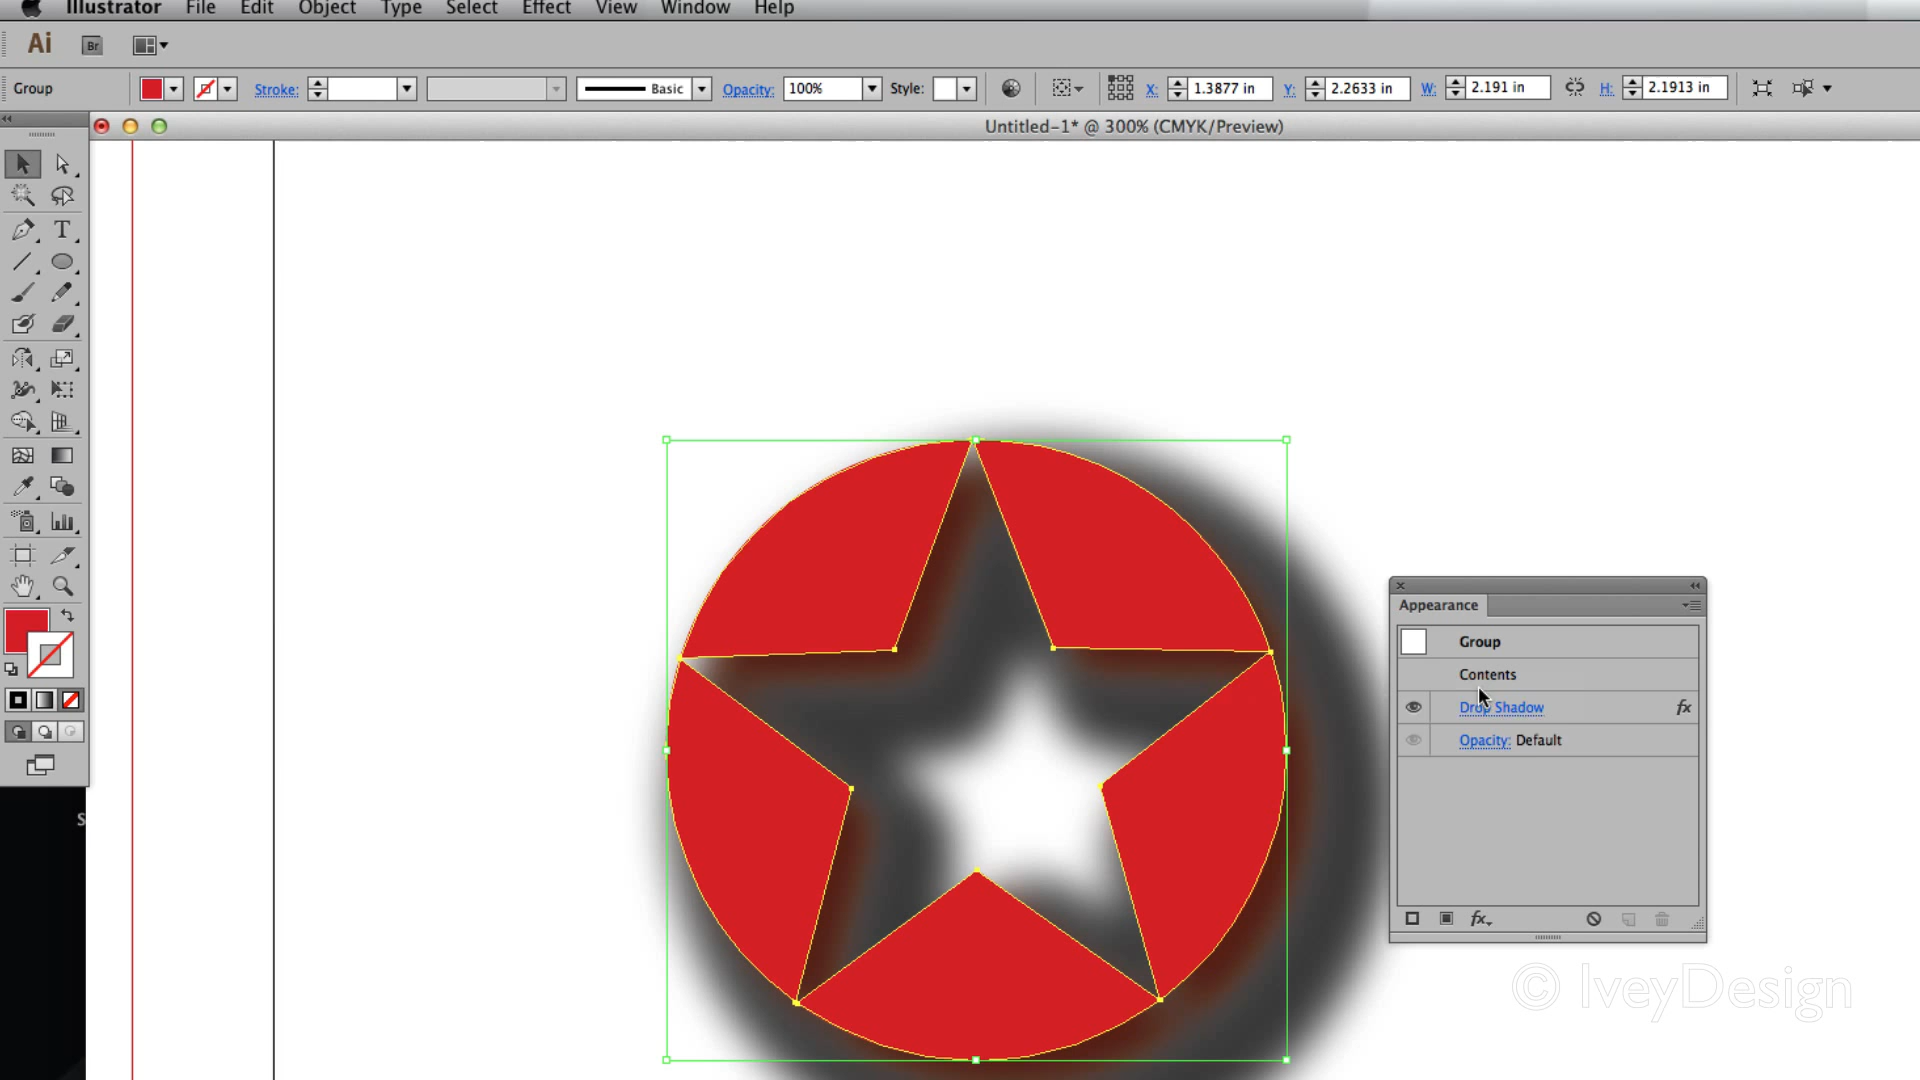 Illustrator File Edit Object Type Select Effect View Window Help
Ai Br
Group Stroke: Basic Opacity: 100% Style: X: 1.3877 in Y: 2.2633 in W: 2.191 in H: 2.1913 in
Untitled-1* @ 300% (CMYK/Preview)
T
Appearance
Group
Contents
Drop Shadow fx
Opacity: Default
fx
S
© IveyDesign